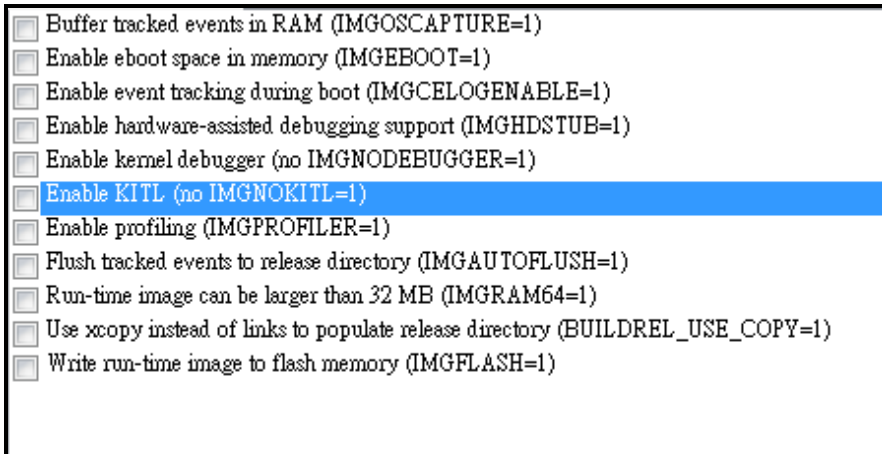 Buffer tracked events in RAM (IMGOSCAPTURE=1)
Enable eboot space in memory (IMGEBOOT=1)
Enable event tracking during boot (IMGCELOGENABLE=1)
Enable hardware-assisted debugging support (IMGHDSTUB=1)
Enable kernel debugger (no IMGNODEBUGGER=1)
Enable KITL (no IMGNOKITL=1)
Enable profiling (IMGPROFILER=1)
Flush tracked events to release directory (IMGAUTOFLUSH=1)
Run-time image can be larger than 32 MB (IMGRAM64=1)
Use xcopy instead of links to populate release directory (BUILDREL_USE_COPY=1)
Write run-time image to flash memory (IMGFLASH=1)